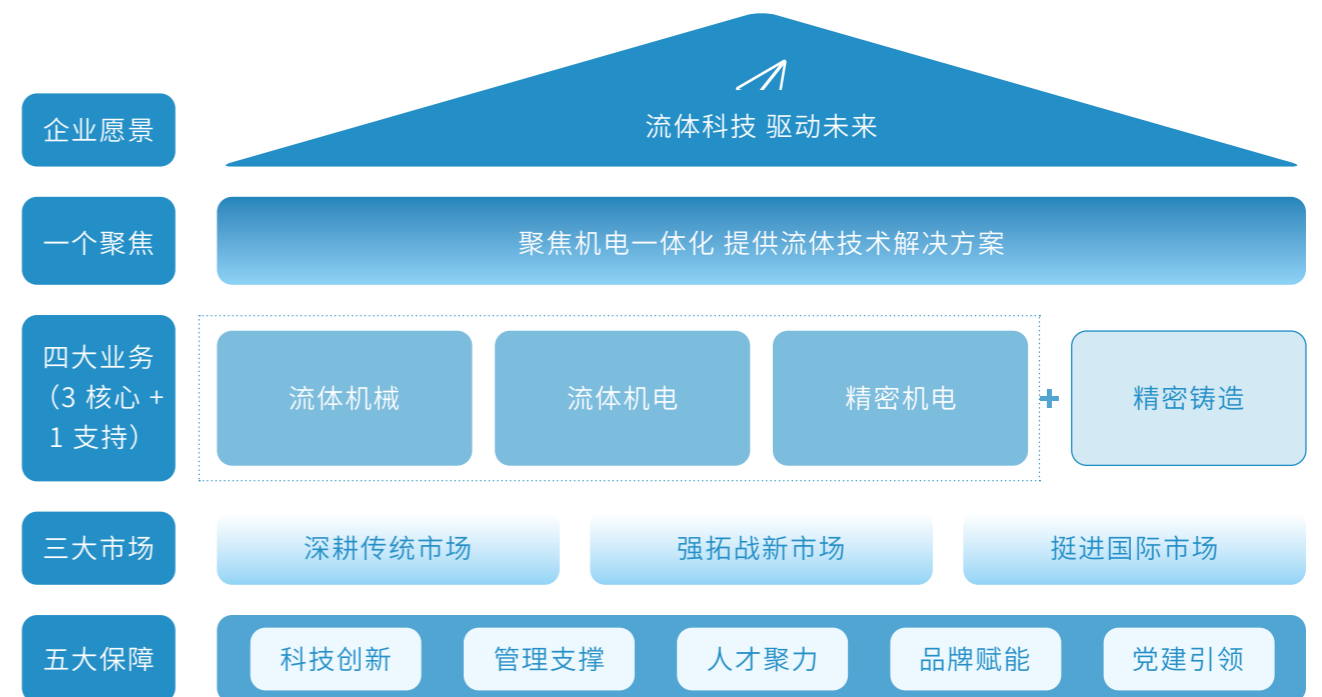 企业愿景
流体科技 驱动未来
一个聚焦
聚焦机电一体化 提供流体技术解决方案
四大业务
（3 核心 +
1 支持）
流体机械
流体机电
精密机电
+
精密铸造
三大市场
深耕传统市场
强拓战新市场
挺进国际市场
五大保障
科技创新
管理支撑
人才聚力
品牌赋能
党建引领